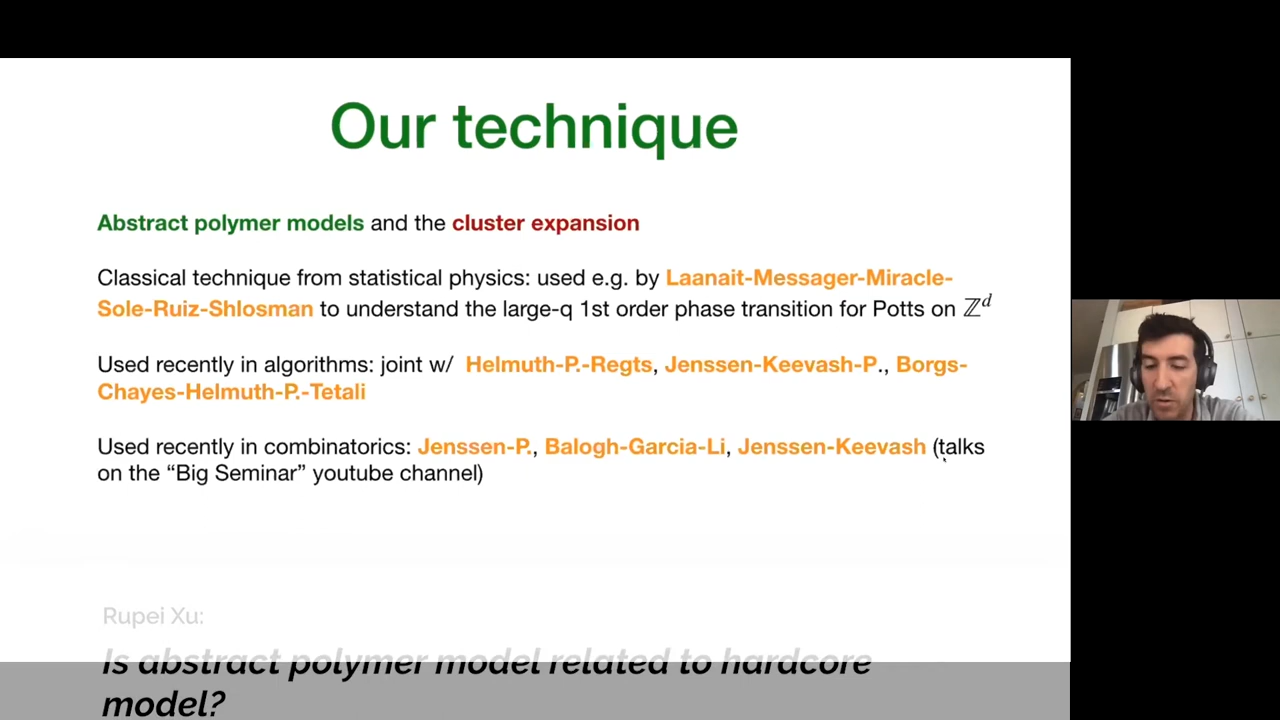 Our technique
Abstract polymer models and the cluster expansion
Classical technique from statistical physics: used e.g. by Laanait-Messager-Miracle-
Sole-Ruiz-Shlosman to understand the large-q 1st order phase transition for Potts on ℤᵈ
Used recently in algorithms: joint w/ Helmuth-P.-Regts, Jenssen-Keevash-P., Borgs-
Chayes-Helmuth-P.-Tetali
Used recently in combinatorics: Jenssen-P., Balogh-Garcia-Li, Jenssen-Keevash (talks
on the “Big Seminar” youtube channel)
Rupei Xu:
Is abstract polymer model related to hardcore
model?